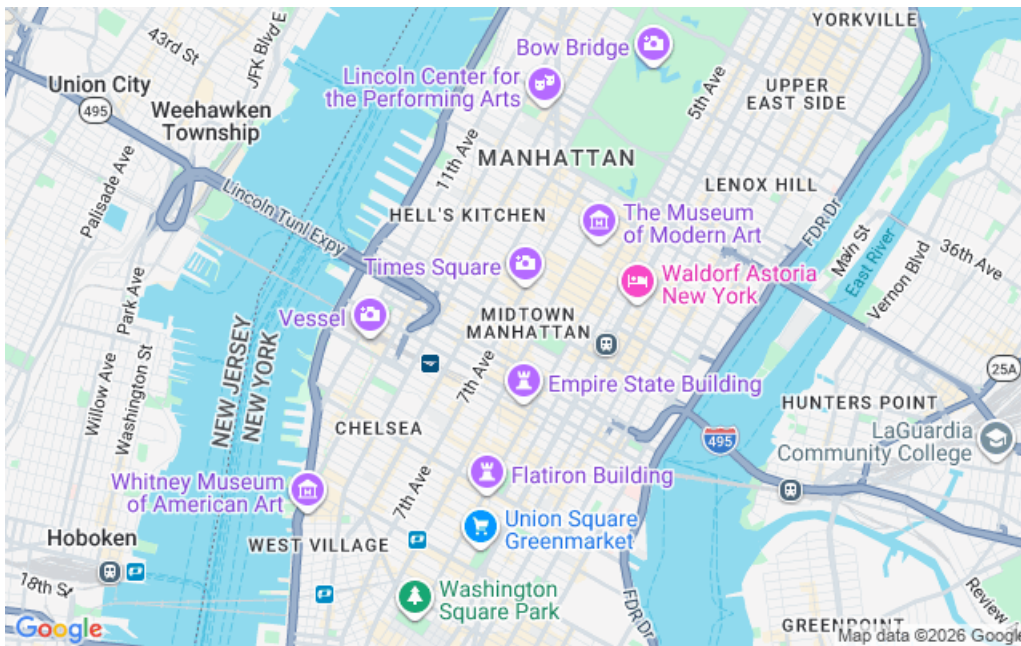 YORKVILLE
43rd St
JFK Blvd E
Bow Bridge
5th Ave
Union City
495
Lincoln Center for
the Performing Arts
UPPER
EAST SIDE
Weehawken
Township
11th Ave
MANHATTAN
Palisade Ave
Lincoln Tunl Expy
LENOX HILL
HELL'S KITCHEN
The Museum
of Modern Art
FDR Dr
Main St
East River
36th Ave
Vernon Blvd
Times Square
Waldorf Astoria
New York
Park Ave
Vessel
MIDTOWN
MANHATTAN
NEW JERSEY
NEW YORK
Willow Ave
Washington St
7th Ave
Empire State Building
25A
HUNTERS POINT
CHELSEA
495
LaGuardia
Community College
Whitney Museum
of American Art
7th Ave
Flatiron Building
Union Square
Greenmarket
Hoboken
WEST VILLAGE
18th St
Washington
Square Park
FDR Dr
Review
GREENPOINT
Google
Map data ©2026 Google